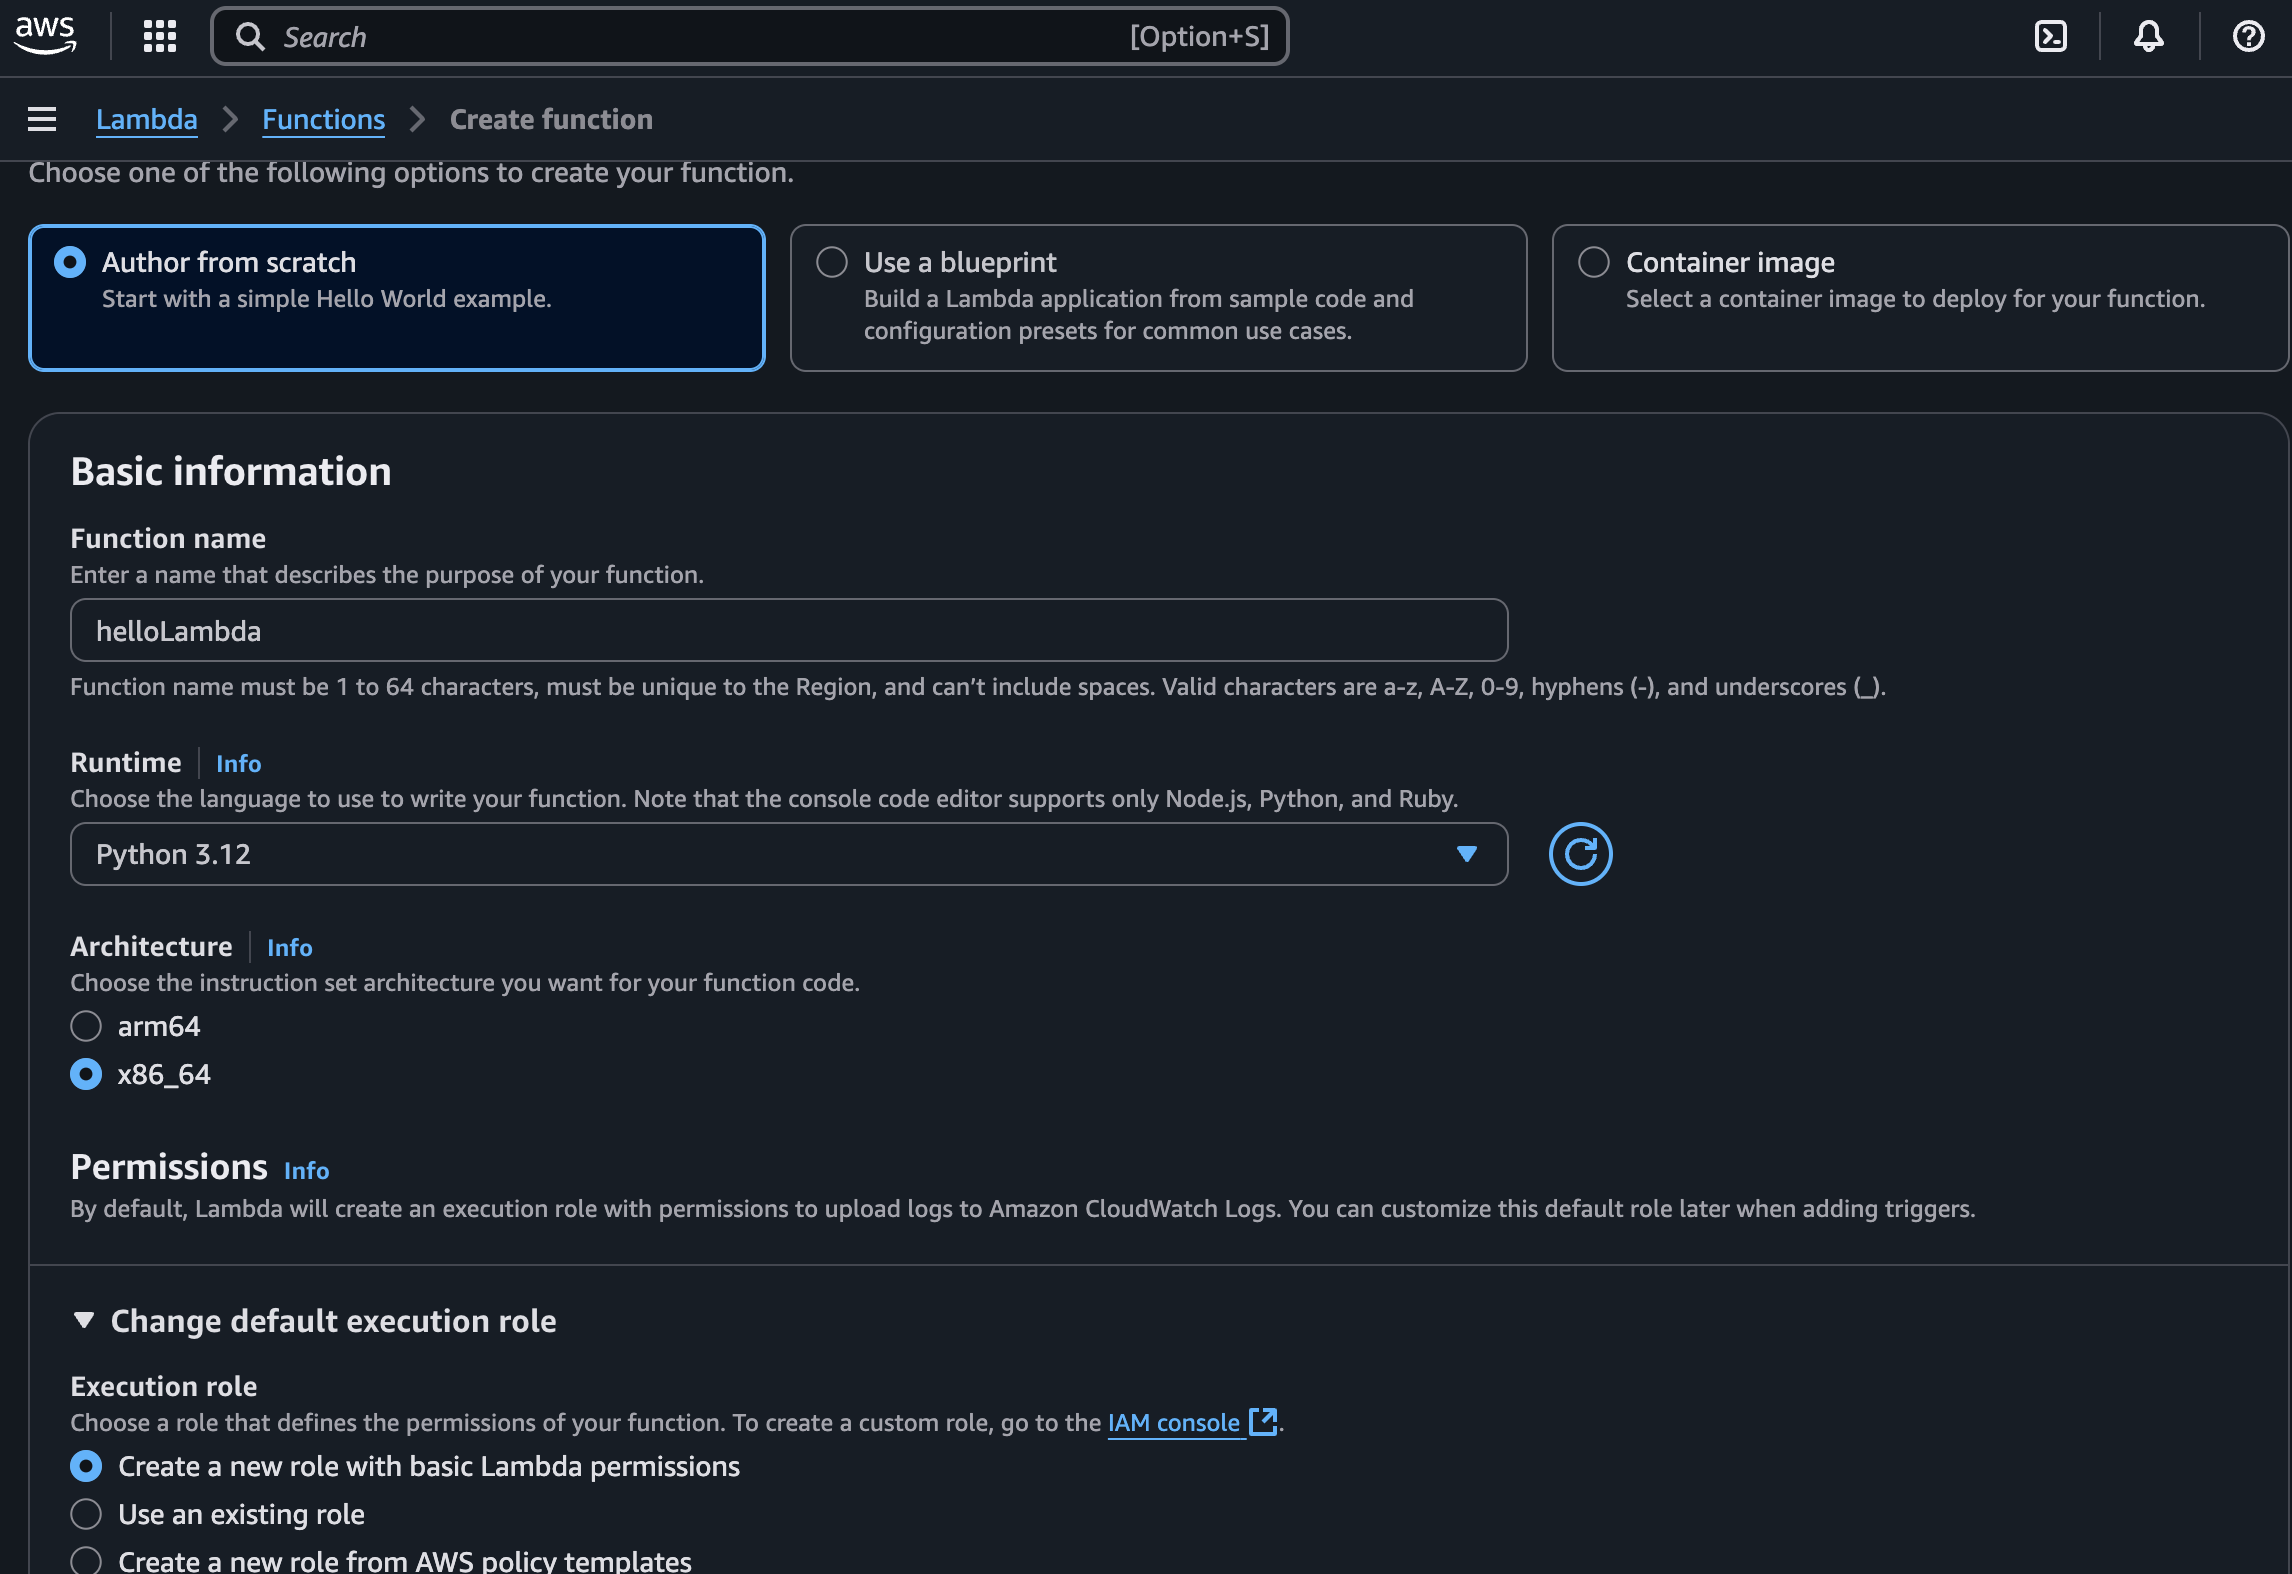 aws
Search [Option+S]
Lambda Functions Create function
Choose one of the following options to create your function.
Author from scratch
Start with a simple Hello World example.
Use a blueprint
Build a Lambda application from sample code and
configuration presets for common use cases.
Container image
Select a container image to deploy for your function.
Basic information
Function name
Enter a name that describes the purpose of your function.
helloLambda
Function name must be 1 to 64 characters, must be unique to the Region, and can’t include spaces. Valid characters are a-z, A-Z, 0-9, hyphens (-), and underscores (_).
Runtime Info
Choose the language to use to write your function. Note that the console code editor supports only Node.js, Python, and Ruby.
Python 3.12
Architecture Info
Choose the instruction set architecture you want for your function code.
arm64
x86_64
Permissions Info
By default, Lambda will create an execution role with permissions to upload logs to Amazon CloudWatch Logs. You can customize this default role later when adding triggers.
Change default execution role
Execution role
Choose a role that defines the permissions of your function. To create a custom role, go to the IAM console.
Create a new role with basic Lambda permissions
Use an existing role
Create a new role from AWS policy templates